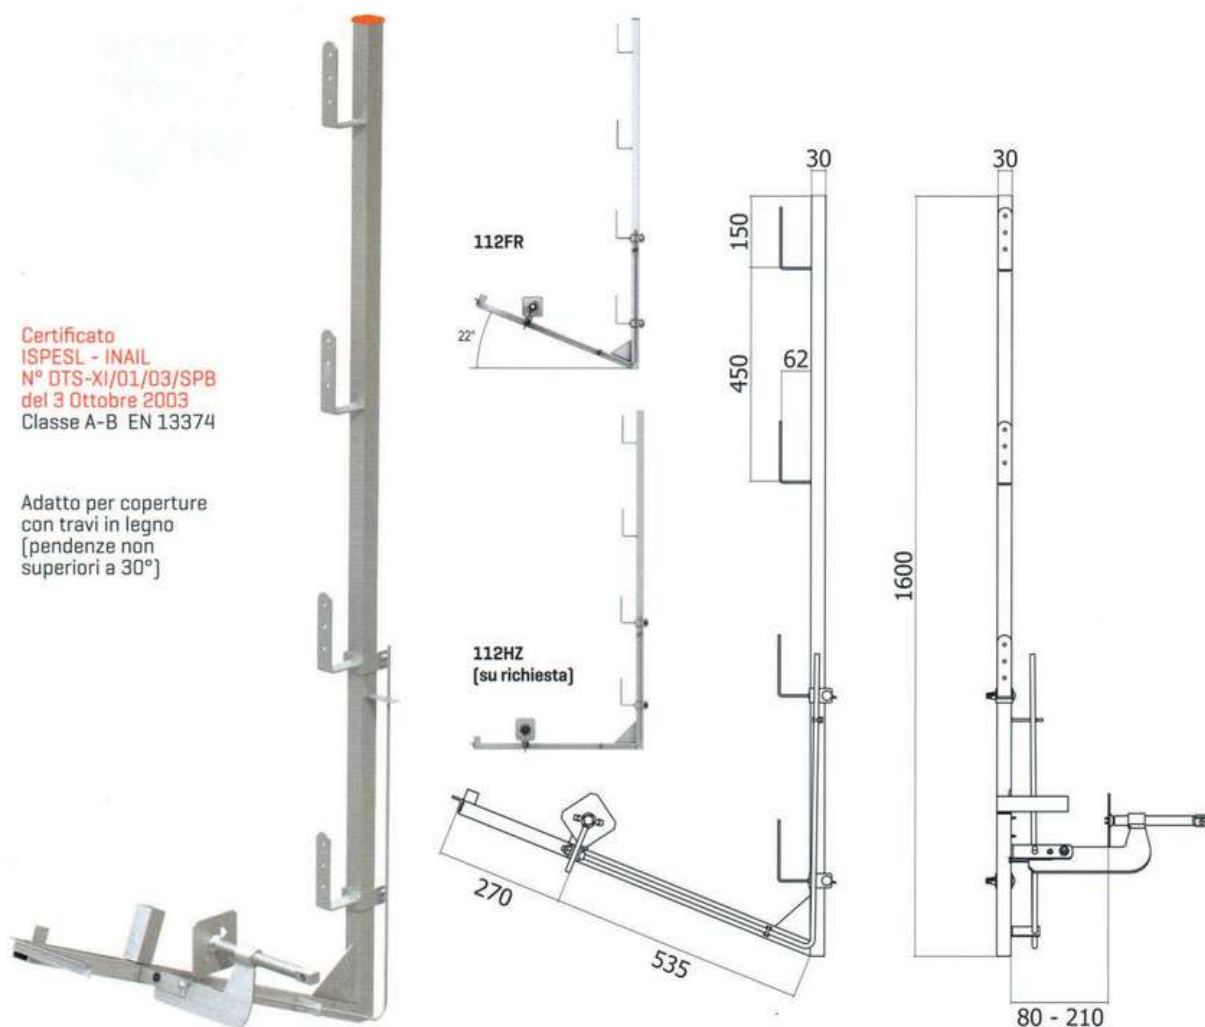 Certificato
ISPESL - INAIL
N° DTS-XI/01/03/SPB
del 3 Ottobre 2003
Classe A-B EN 13374
Adatto per coperture
con travi in legno
(pendenze non
superiori a 30°)
112FR
22°
112HZ
(su richiesta)
30
150
450
62
270
535
30
1600
80 - 210